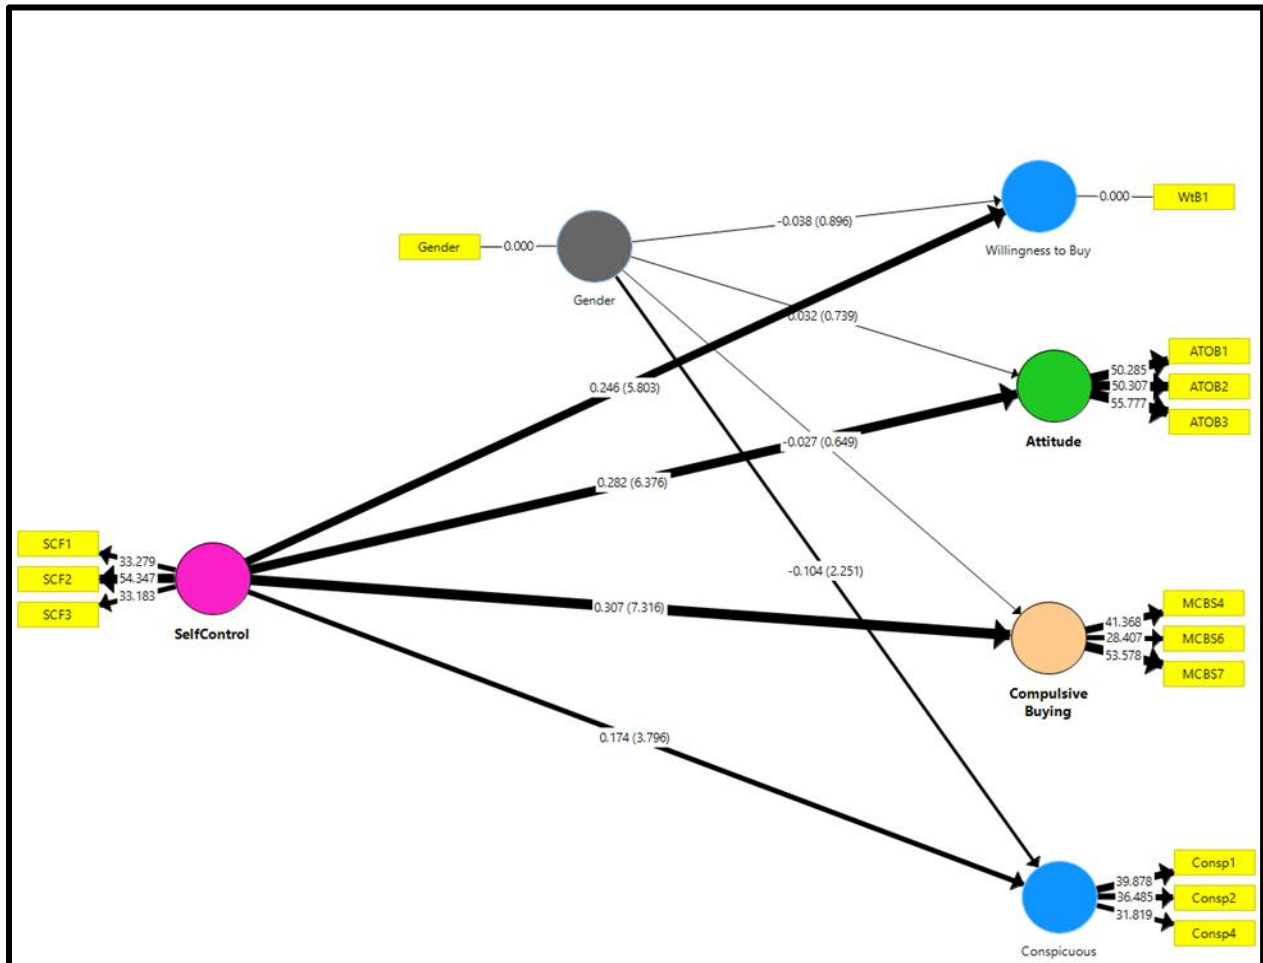 WtB1
0.000
-0.038 (0.896)
Willingness to Buy
Gender
0.000
Gender
0.032 (0.739)
ATOB1
50.285
ATOB2
50.307
ATOB3
55.777
Attitude
0.246 (5.803)
-0.027 (0.649)
0.282 (6.376)
SCF1
33.279
SCF2
54.347
SCF3
33.183
SelfControl
-0.104 (2.251)
0.307 (7.316)
MCBS4
41.368
MCBS6
28.407
MCBS7
53.578
Compulsive
Buying
0.174 (3.796)
Consp1
39.878
Consp2
36.485
Consp4
31.819
Conspicuous